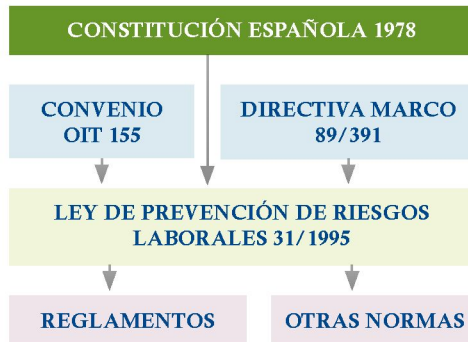 CONSTITUCIÓN ESPAÑOLA 1978
CONVENIO
OIT 155
DIRECTIVA MARCO
89/391
LEY DE PREVENCIÓN DE RIESGOS
LABORALES 31/1995
REGLAMENTOS
OTRAS NORMAS